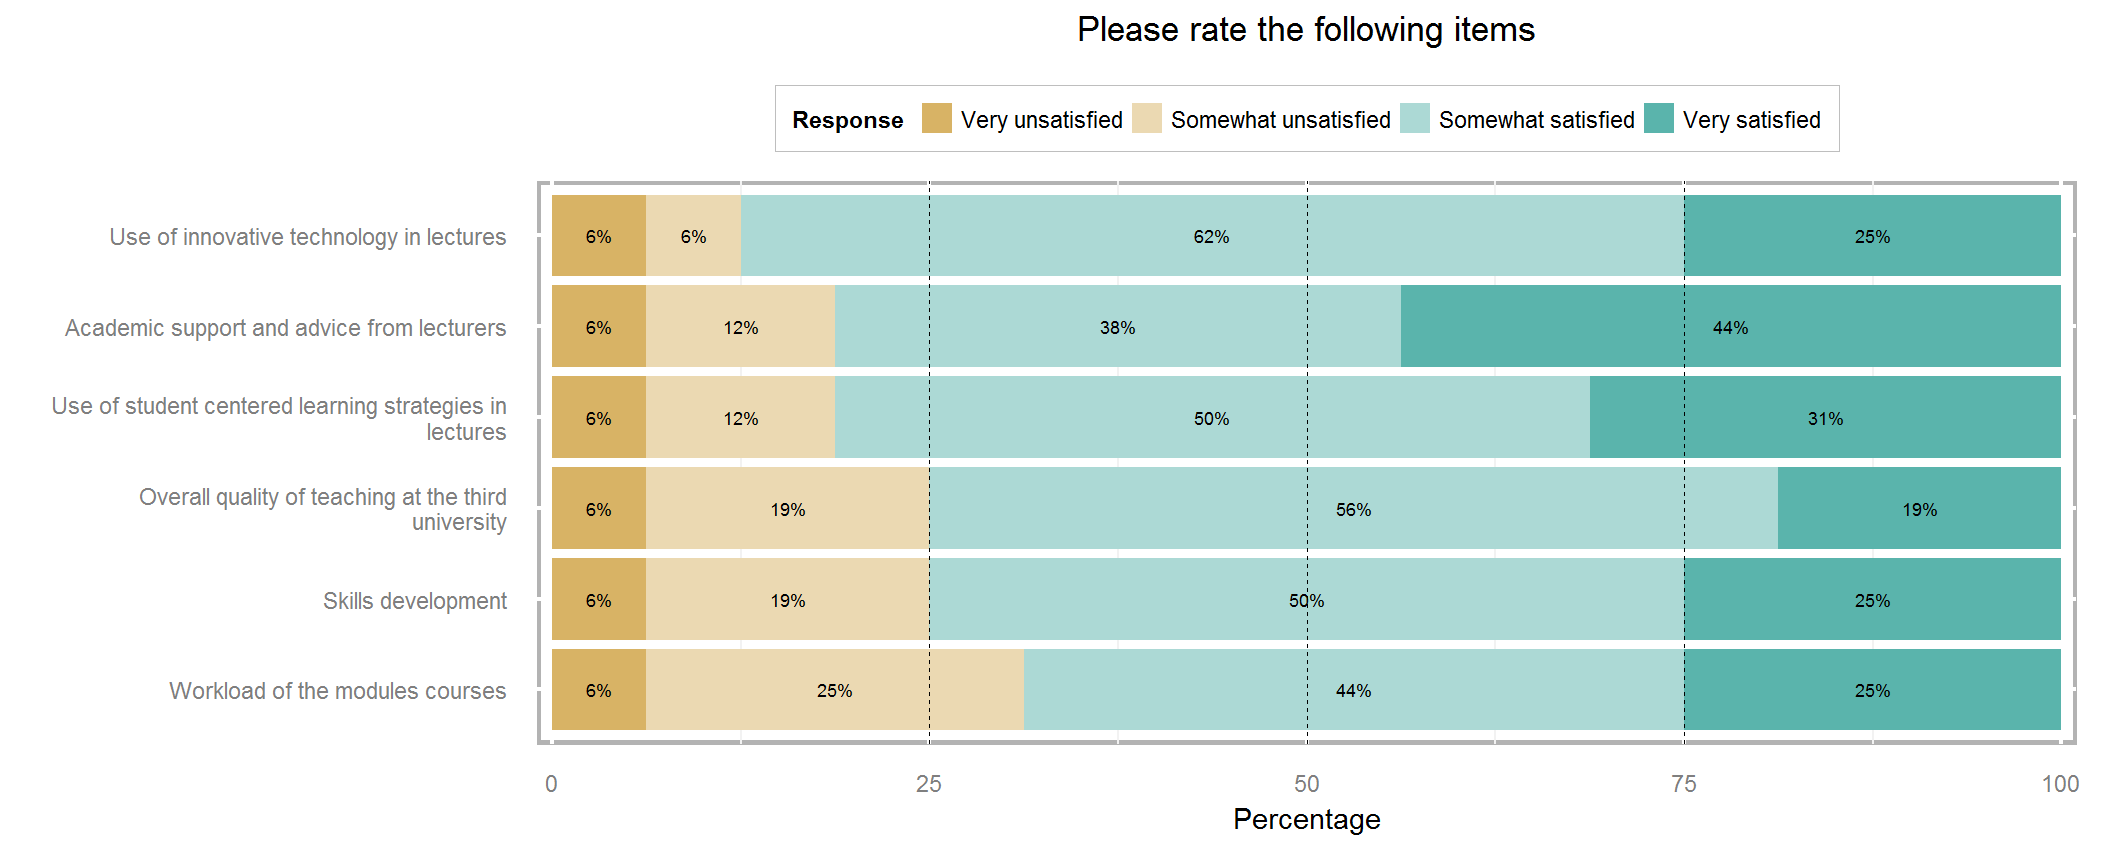 Please rate the following items
Response Very unsatisfied Somewhat unsatisfied Somewhat satisfied Very satisfied
Use of innovative technology in lectures 6% 6% 62% 25%
Academic support and advice from lecturers 6% 12% 38% 44%
Use of student centered learning strategies in
lectures 6% 12% 50% 31%
Overall quality of teaching at the third
university 6% 19% 56% 19%
Skills development 6% 19% 50% 25%
Workload of the modules courses 6% 25% 44% 25%
0 25 50 75 100
Percentage